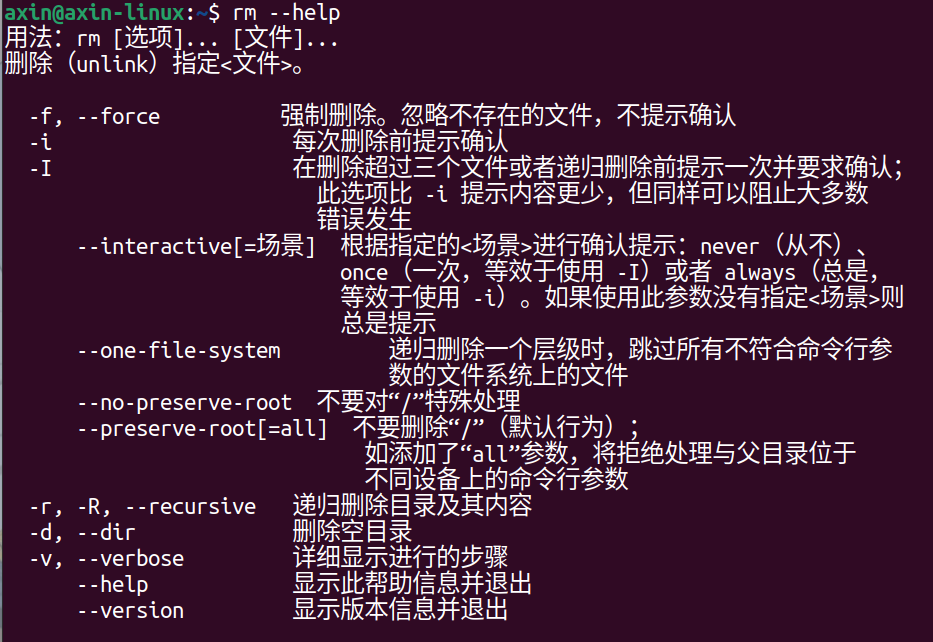 axin@axin-linux:~$ rm --help
用法：rm [选项]... [文件]...
删除（unlink）指定<文件>。
-f, --force 强制删除。忽略不存在的文件，不提示确认
-i 每次删除前提示确认
-I 在删除超过三个文件或者递归删除前提示一次并要求确认；
此选项比 -i 提示内容更少，但同样可以阻止大多数
错误发生
--interactive[=场景] 根据指定的<场景>进行确认提示：never（从不）、
once（一次，等效于使用 -I）或者 always（总是，
等效于使用 -i）。如果使用此参数没有指定<场景>则
总是提示
--one-file-system 递归删除一个层级时，跳过所有不符合命令行参
数的文件系统上的文件
--no-preserve-root 不要对“/”特殊处理
--preserve-root[=all] 不要删除“/”（默认行为）；
如添加了“all”参数，将拒绝处理与父目录位于
不同设备上的命令行参数
-r, -R, --recursive 递归删除目录及其内容
-d, --dir 删除空目录
-v, --verbose 详细显示进行的步骤
--help 显示此帮助信息并退出
--version 显示版本信息并退出